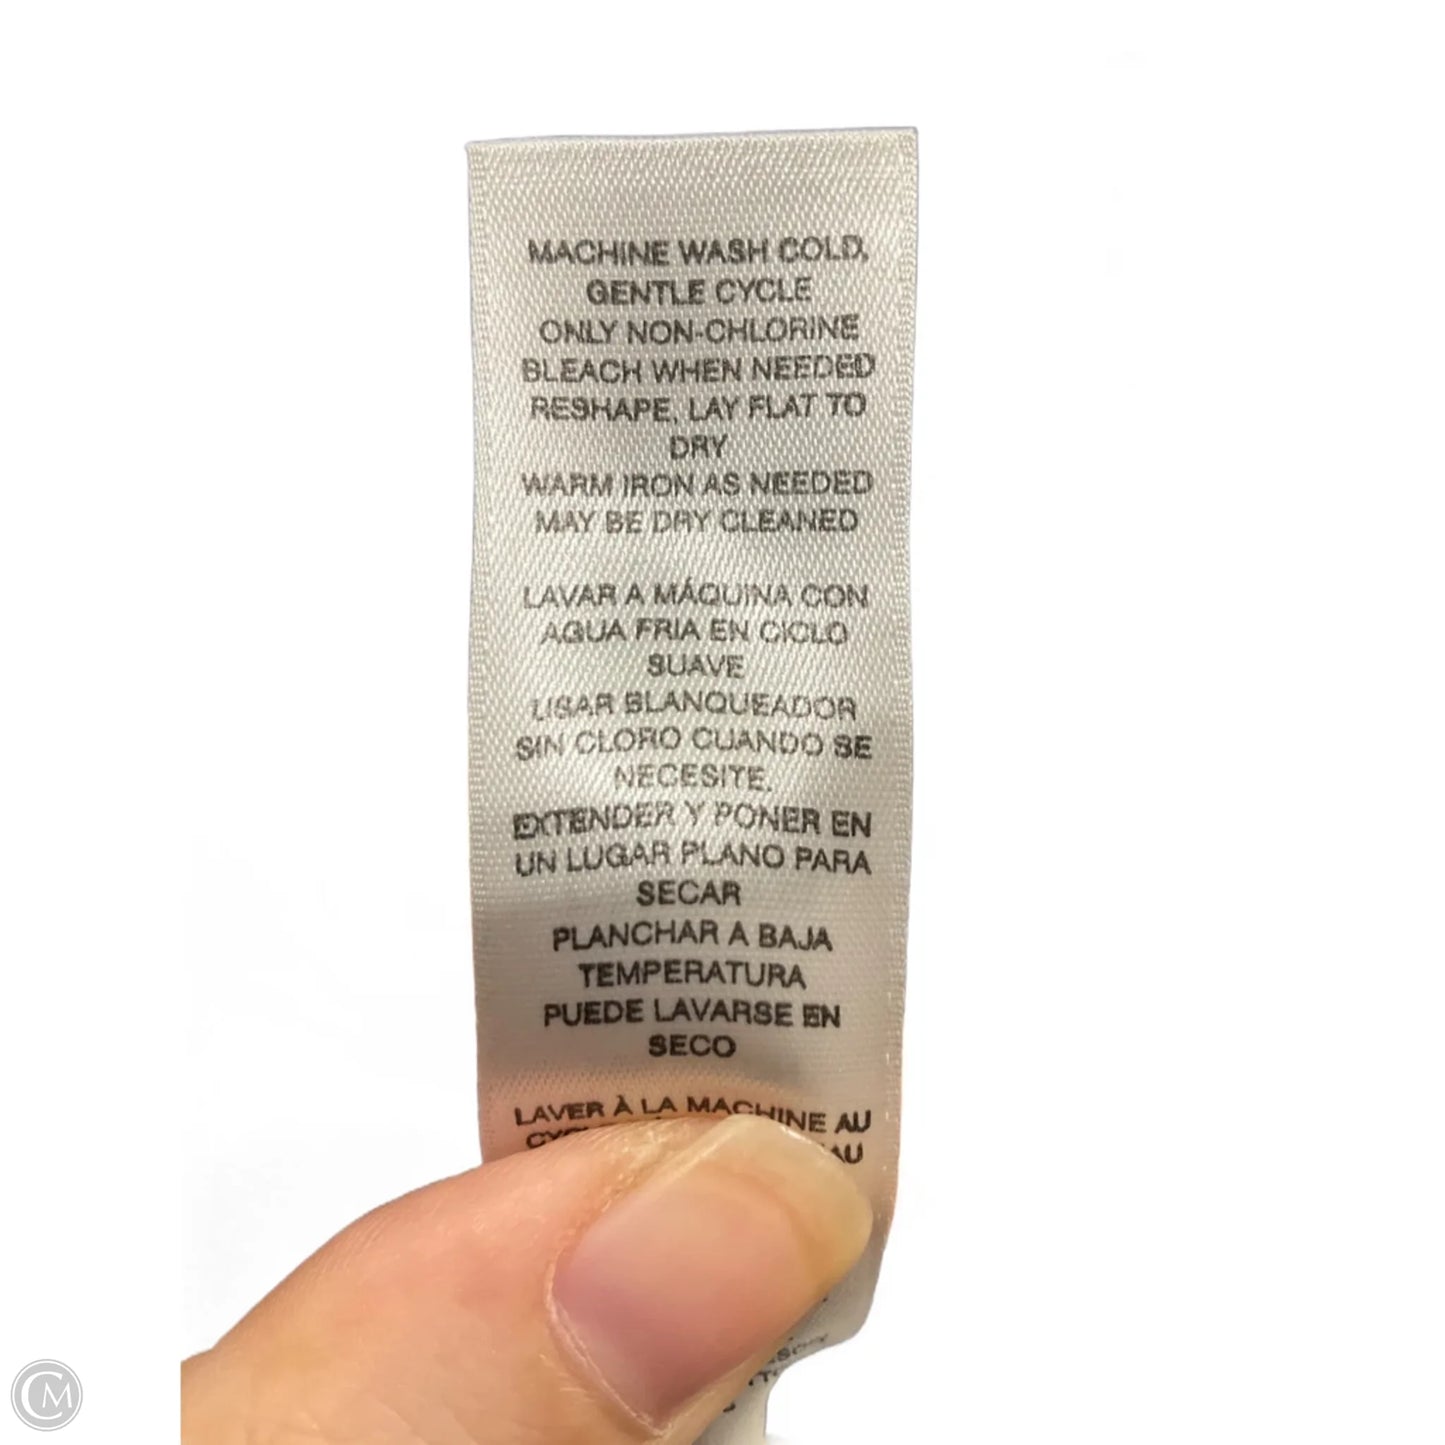 MACHINE WASH COLD,
GENTLE CYCLE
ONLY NON-CHLORINE
BLEACH WHEN NEEDED
RESHAPE, LAY FLAT TO
DRY
WARM IRON AS NEEDED
MAY BE DRY CLEANED
LAVAR A MÁQUINA CON
AGUA FRIA EN CICLO
SUAVE
USAR BLANQUEADOR
SIN CLORO CUANDO SE
NECESITE.
EXTENDER Y PONER EN
UN LUGAR PLANO PARA
SECAR
PLANCHAR A BAJA
TEMPERATURA
PUEDE LAVARSE EN
SECO
LAVER À LA MACHINE AU
CM